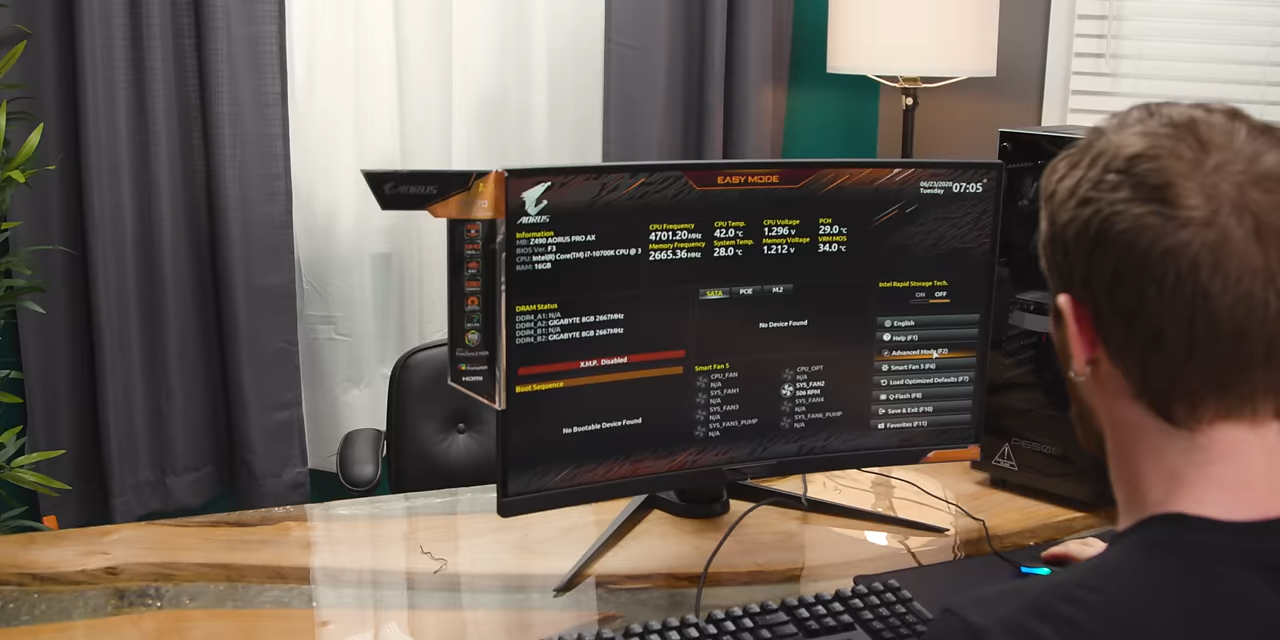 EASY MODE
06/23/2020
Tuesday 07:05
AORUS
AORUS
Information
MB: Z490 AORUS PRO AX
BIOS Ver. F3
CPU: Intel(R) Core(TM) i7-10700K CPU @ 3
RAM: 16GB
CPU Frequency
4701.20MHz
Memory Frequency
2665.36MHz
CPU Temp.
42.0 °C
System Temp.
28.0 °C
CPU Voltage
1.296 V
Memory Voltage
1.212 V
PCH
29.0 °C
VRM MOS
34.0 °C
DRAM Status
DDR4_A1: N/A
DDR4_A2: GIGABYTE 8GB 2667MHz
DDR4_B1: N/A
DDR4_B2: GIGABYTE 8GB 2667MHz
X.M.P. Disabled
Boot Sequence
No Bootable Device Found
SATA PCIE M.2
No Device Found
Smart Fan 5
CPU_FAN
N/A
SYS_FAN1
N/A
SYS_FAN3
N/A
SYS_FAN5_PUMP
N/A
CPU_OPT
N/A
SYS_FAN2
506 RPM
SYS_FAN4
N/A
SYS_FAN6_PUMP
N/A
Intel Rapid Storage Tech.
ON OFF
English
Help (F1)
Advanced Mode (F2)
Smart Fan 5 (F6)
Load Optimized Defaults (F7)
Q-Flash (F8)
Save & Exit (F10)
Favorites (F11)
HDMI